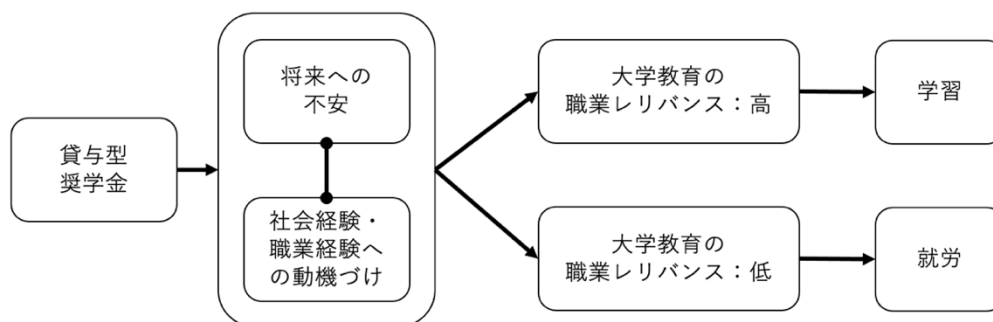 貸与型
奨学金
将来への
不安
社会経験・
職業経験へ
の動機づけ
大学教育の
職業レリバンス：高
学習
大学教育の
職業レリバンス：低
就労